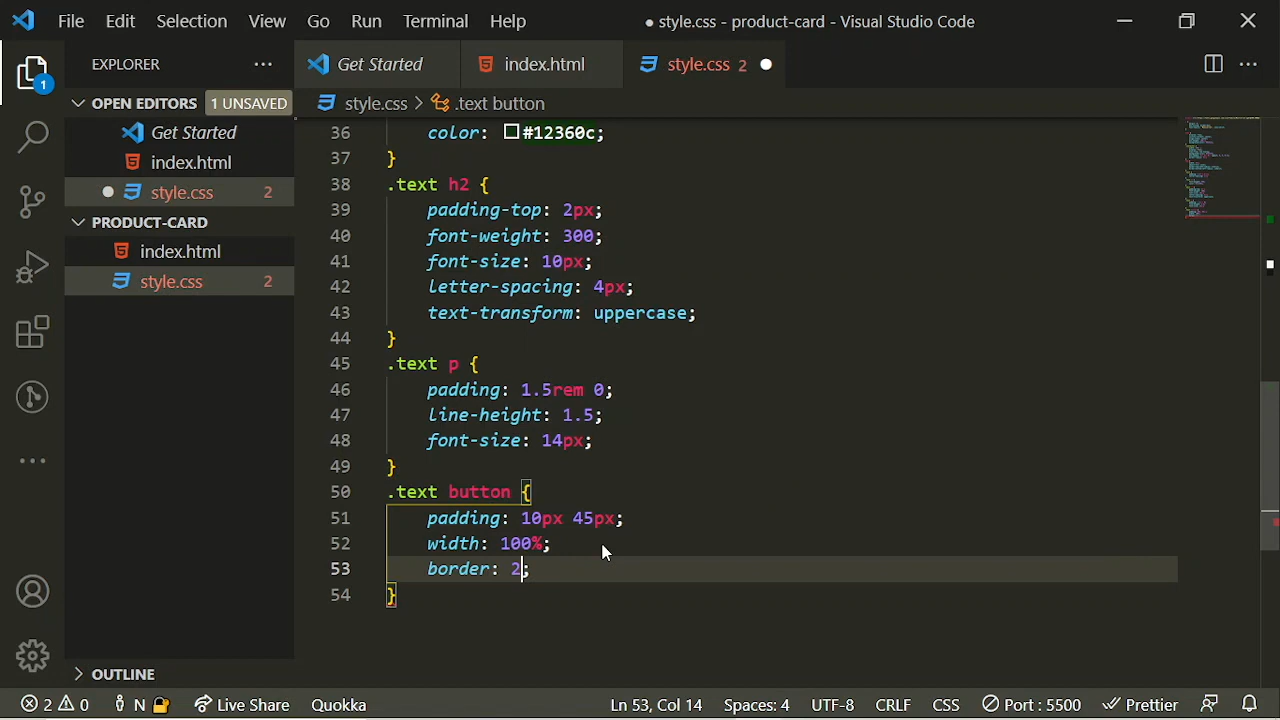 File Edit Selection View Go Run Terminal Help ● style.css - product-card - Visual Studio Code
EXPLORER ... Get Started index.html style.css 2 ...
OPEN EDITORS 1 UNSAVED style.css > .text button
Get Started
index.html
style.css 2
PRODUCT-CARD
index.html
style.css 2
OUTLINE
1
36 color: #12360c;
37 }
38 .text h2 {
39 padding-top: 2px;
40 font-weight: 300;
41 font-size: 10px;
42 letter-spacing: 4px;
43 text-transform: uppercase;
44 }
45 .text p {
46 padding: 1.5rem 0;
47 line-height: 1.5;
48 font-size: 14px;
49 }
50 .text button {
51 padding: 10px 45px;
52 width: 100%;
53 border: 2;
54 }
2 0 N Live Share Quokka Ln 53, Col 14 Spaces: 4 UTF-8 CRLF CSS Port : 5500 Prettier